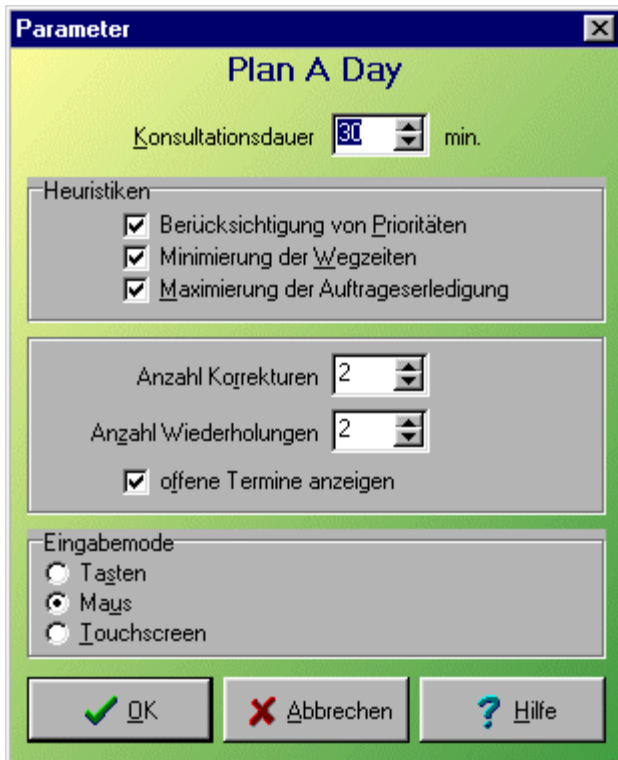 Parameter
Plan A Day
Konsultationsdauer 30 min.
Heuristiken
Berücksichtigung von Prioritäten
Minimierung der Wegzeiten
Maximierung der Auftrageserledigung
Anzahl Korrekturen 2
Anzahl Wiederholungen 2
offene Termine anzeigen
Eingabemode
Tasten
Maus
Touchscreen
OK Abbrechen Hilfe